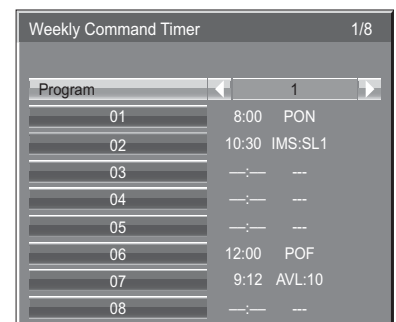 Weekly Command Timer 1/8
Program 1
01 8:00 PON
02 10:30 IMS:SL1
03 —:— ---
04 —:— ---
05 —:— ---
06 12:00 POF
07 9:12 AVL:10
08 —:— ---